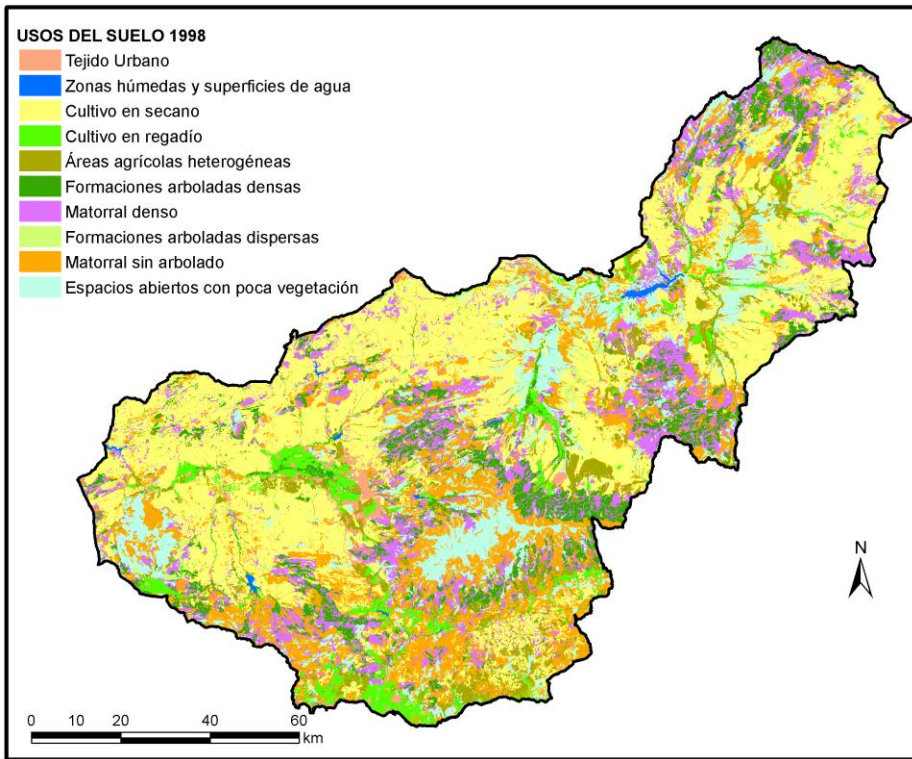 USOS DEL SUELO 1998
Tejido Urbano
Zonas húmedas y superficies de agua
Cultivo en secano
Cultivo en regadío
Áreas agrícolas heterogéneas
Formaciones arboladas densas
Matorral denso
Formaciones arboladas dispersas
Matorral sin arbolado
Espacios abiertos con poca vegetación
N
0 10 20 40 60
km